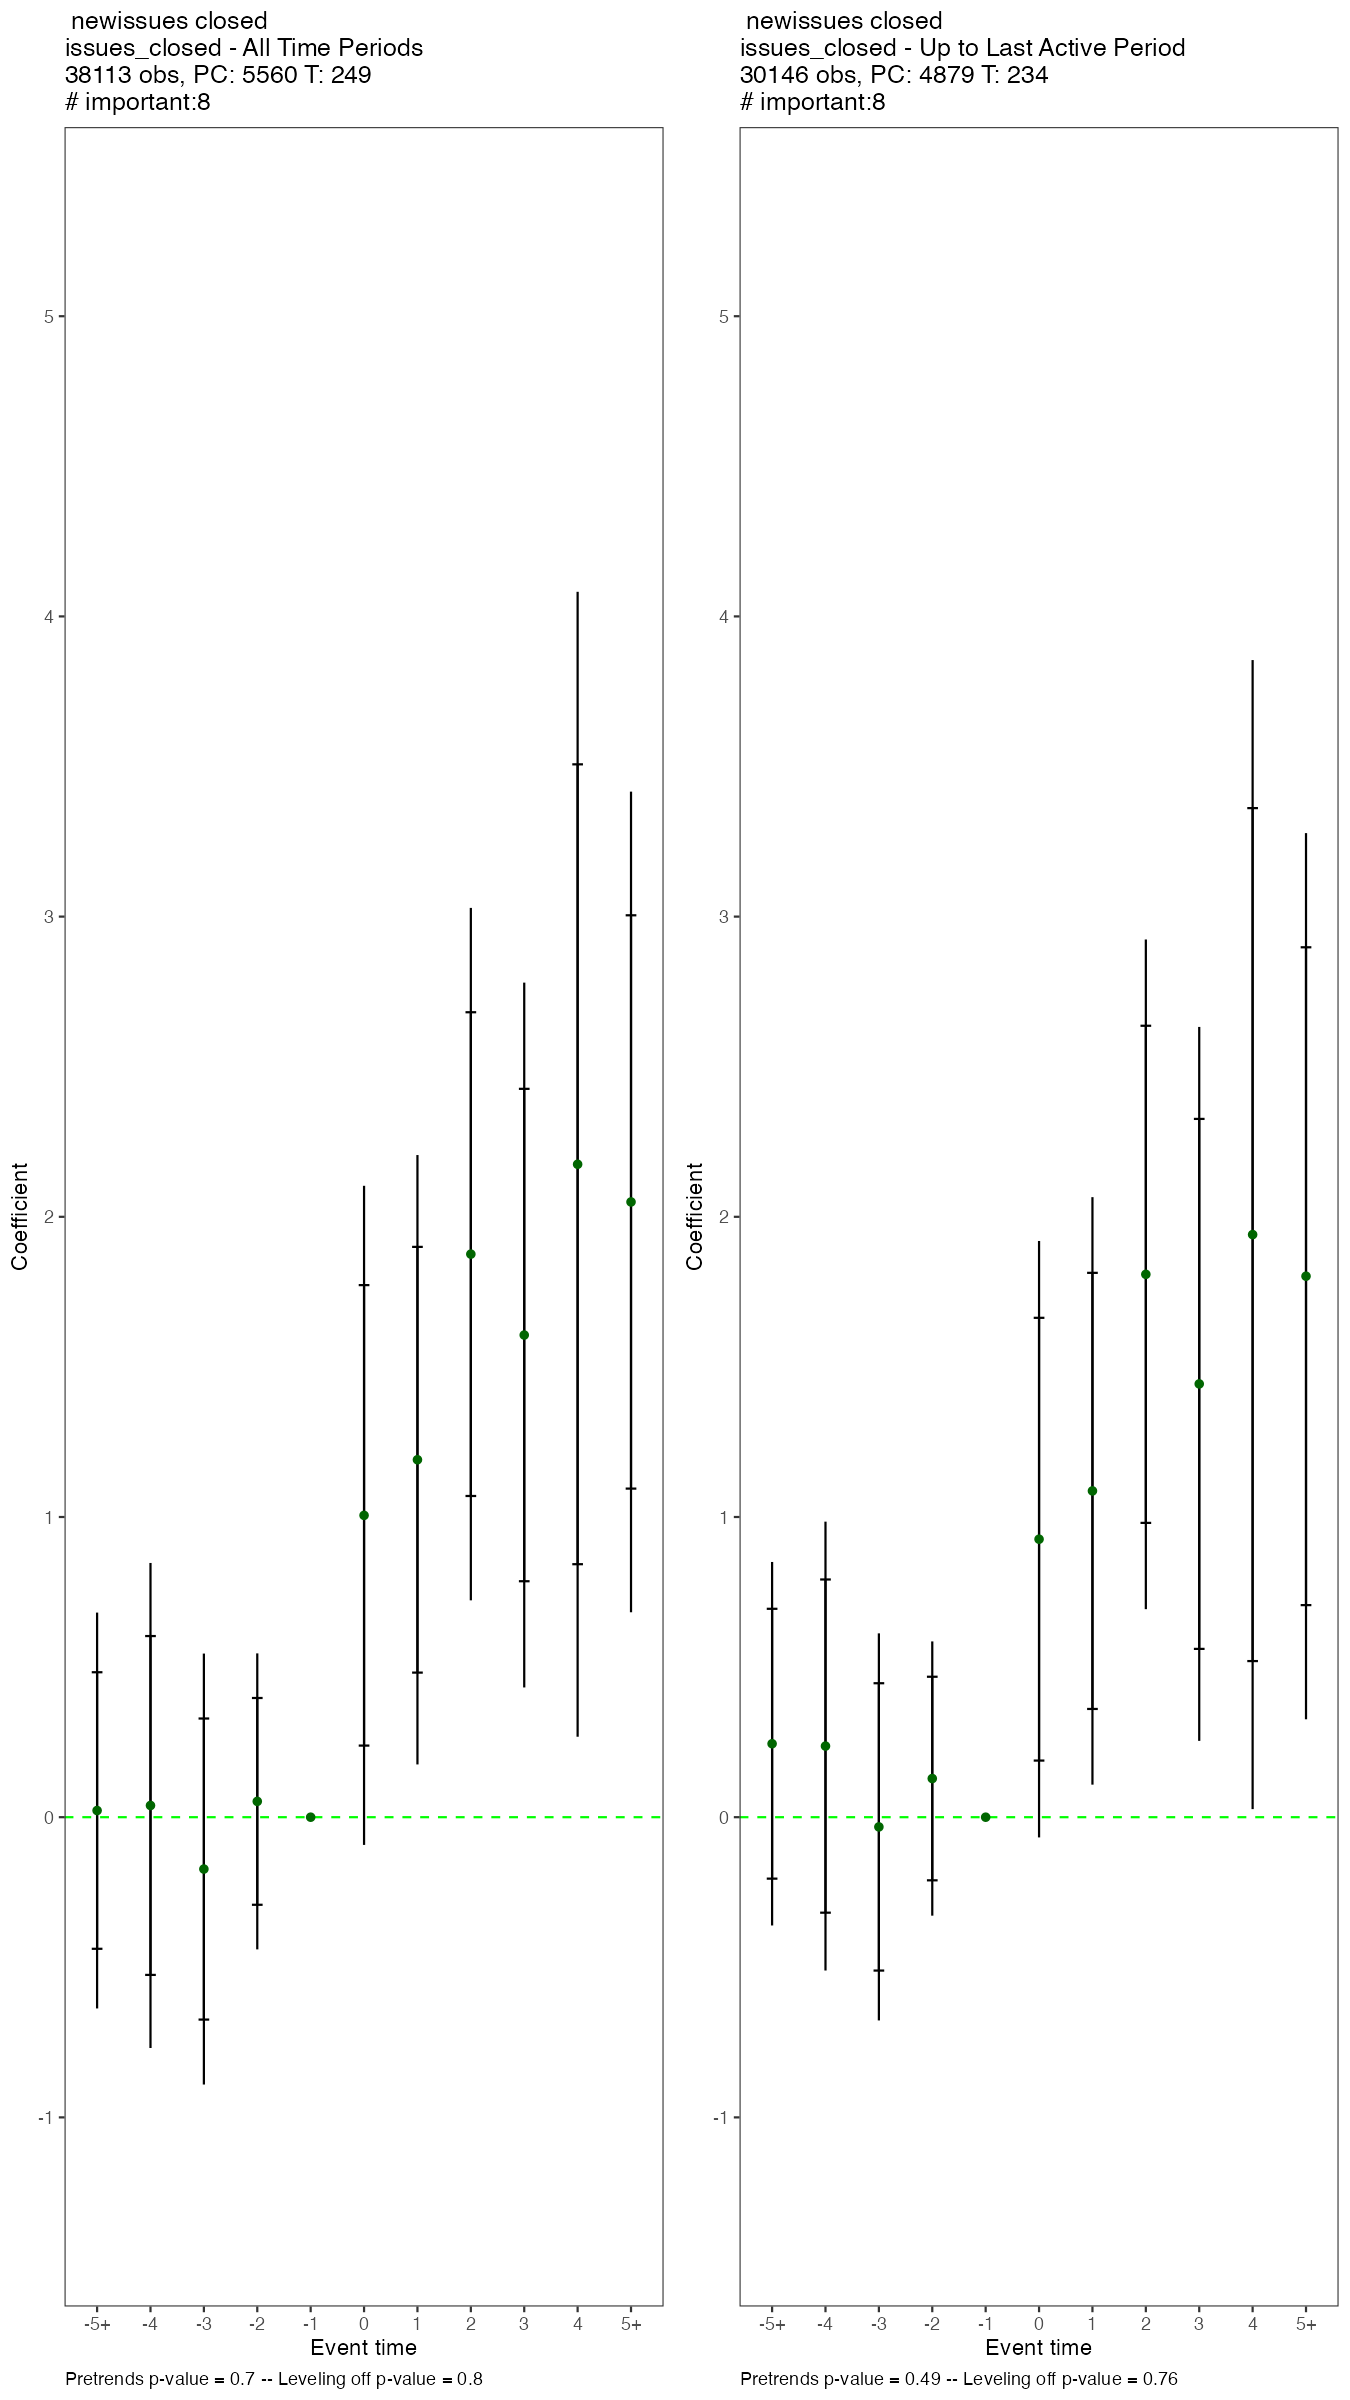 newissues closed
issues_closed - All Time Periods
38113 obs, PC: 5560 T: 249
# important:8
5
4
3
2
1
0
-1
Coefficient
-5+ -4 -3 -2 -1 0 1 2 3 4 5+
Event time
Pretrends p-value = 0.7 -- Leveling off p-value = 0.8
newissues closed
issues_closed - Up to Last Active Period
30146 obs, PC: 4879 T: 234
# important:8
5
4
3
2
1
0
-1
Coefficient
-5+ -4 -3 -2 -1 0 1 2 3 4 5+
Event time
Pretrends p-value = 0.49 -- Leveling off p-value = 0.76